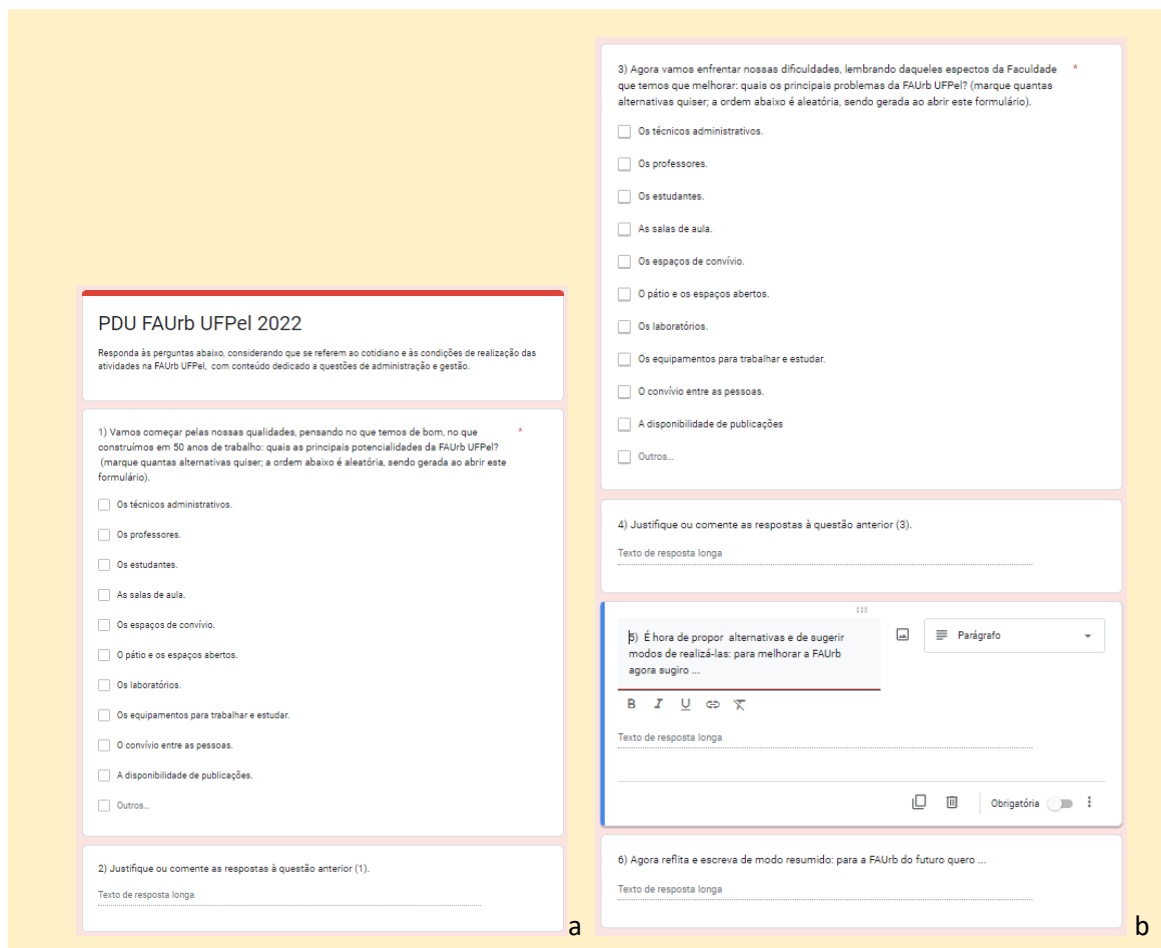 PDU FAUrb UFPel 2022
Responda às perguntas abaixo, considerando que se referem ao cotidiano e às condições de realização das
atividades na FAUrb UFPel, com conteúdo dedicado a questões de administração e gestão.
1) Vamos começar pelas nossas qualidades, pensando no que temos de bom, no que *
construímos em 50 anos de trabalho: quais as principais potencialidades da FAUrb UFPel?
(marque quantas alternativas quiser; a ordem abaixo é aleatória, sendo gerada ao abrir este
formulário).
Os técnicos administrativos.
Os professores.
Os estudantes.
As salas de aula.
Os espaços de convívio.
O pátio e os espaços abertos.
Os laboratórios.
Os equipamentos para trabalhar e estudar.
O convívio entre as pessoas.
A disponibilidade de publicações.
Outros...
2) Justifique ou comente as respostas à questão anterior (1).
Texto de resposta longa
a
3) Agora vamos enfrentar nossas dificuldades, lembrando daqueles espectos da Faculdade *
que temos que melhorar: quais os principais problemas da FAUrb UFPel? (marque quantas
alternativas quiser; a ordem abaixo é aleatória, sendo gerada ao abrir este formulário).
Os técnicos administrativos.
Os professores.
Os estudantes.
As salas de aula.
Os espaços de convívio.
O pátio e os espaços abertos.
Os laboratórios.
Os equipamentos para trabalhar e estudar.
O convívio entre as pessoas.
A disponibilidade de publicações
Outros...
4) Justifique ou comente as respostas à questão anterior (3).
Texto de resposta longa
5) É hora de propor alternativas e de sugerir
modos de realizá-las: para melhorar a FAUrb
agora sugiro ...
Parágrafo
B I U
Texto de resposta longa
Obrigatória
6) Agora reflita e escreva de modo resumido: para a FAUrb do futuro quero ...
Texto de resposta longa
b